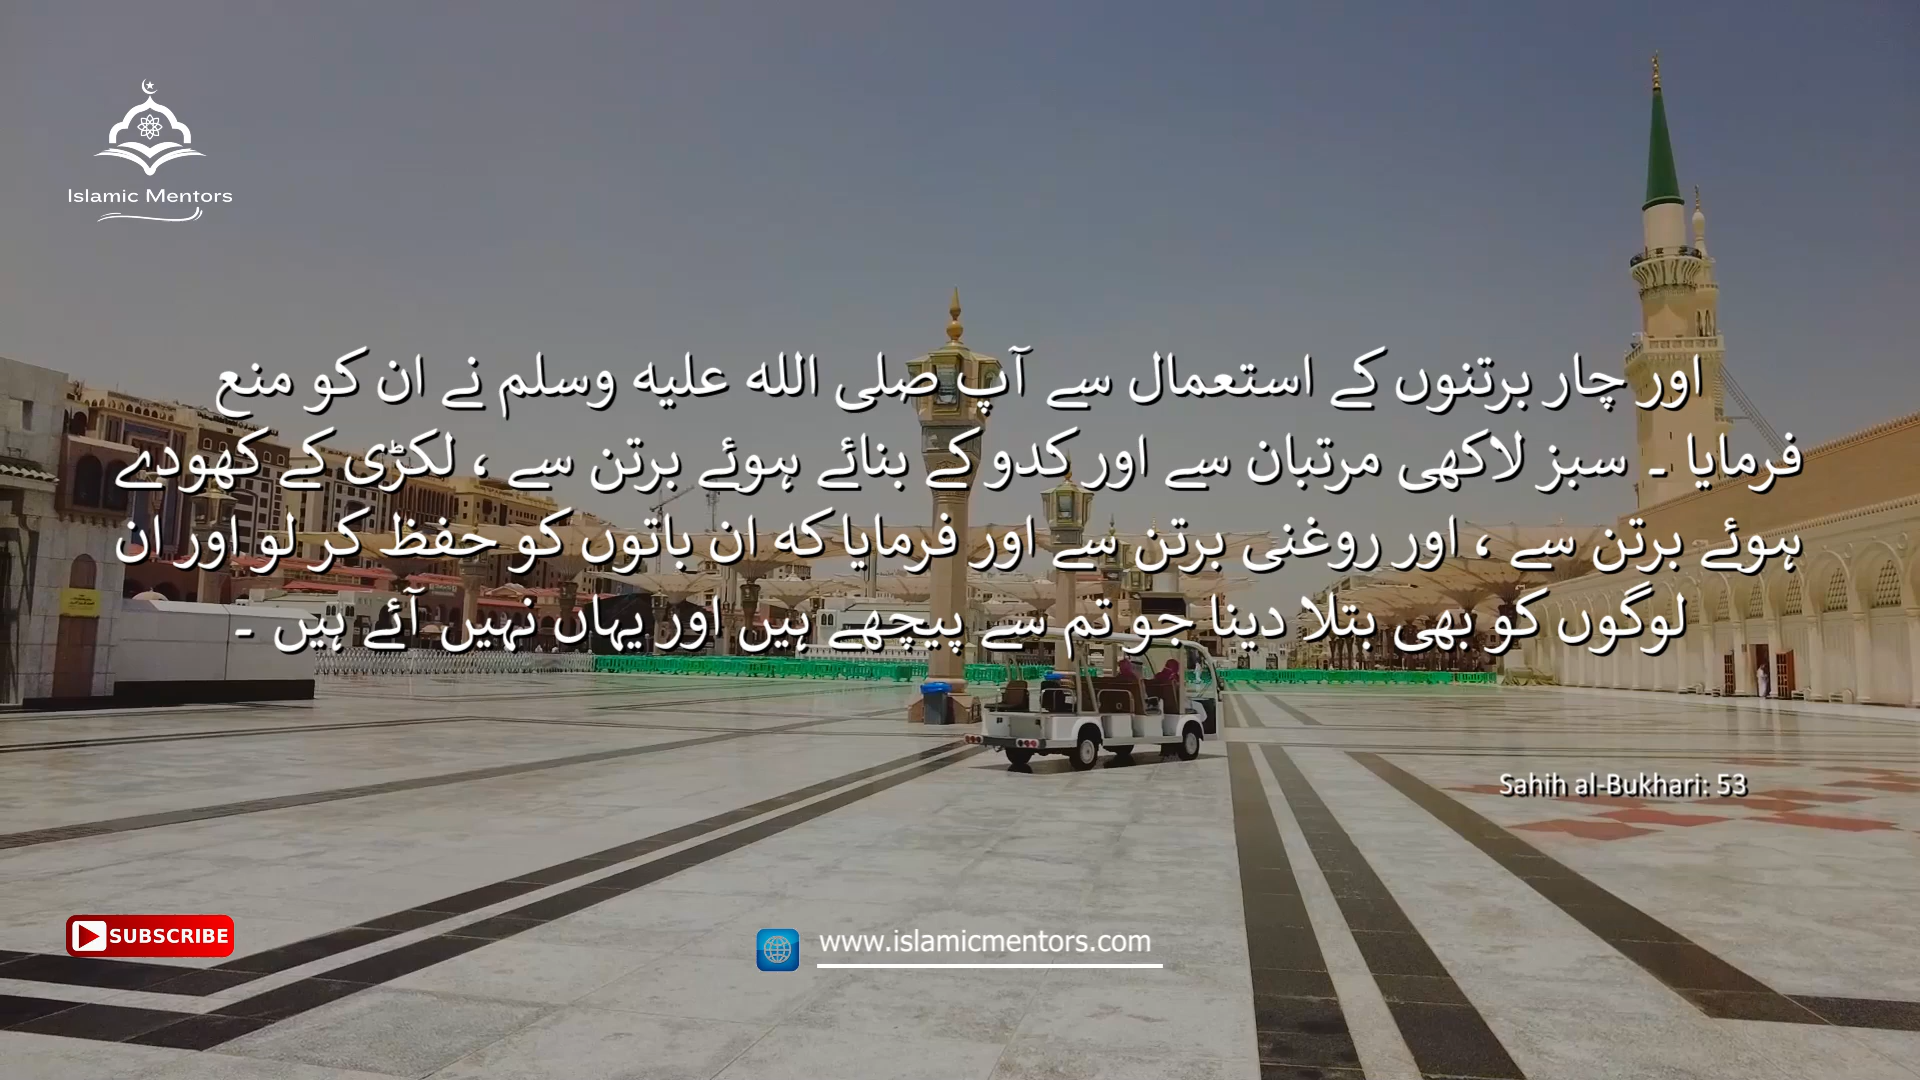 Islamic Mentors
اور چار برتنوں کے استعمال سے آپ صلی الله علیه وسلم نے ان کو منع
فرمایا ۔ سبز لاکھی مرتبان سے اور کدو کے بنائے ہوئے برتن سے ، لکڑی کے کھودے
ہوئے برتن سے ، اور روغنی برتن سے اور فرمایا که ان باتوں کو حفظ کر لو اور ان
لوگوں کو بھی بتلا دینا جو تم سے پیچھے ہیں اور یہاں نہیں آئے ہیں ۔
Sahih al-Bukhari: 53
SUBSCRIBE
www.islamicmentors.com